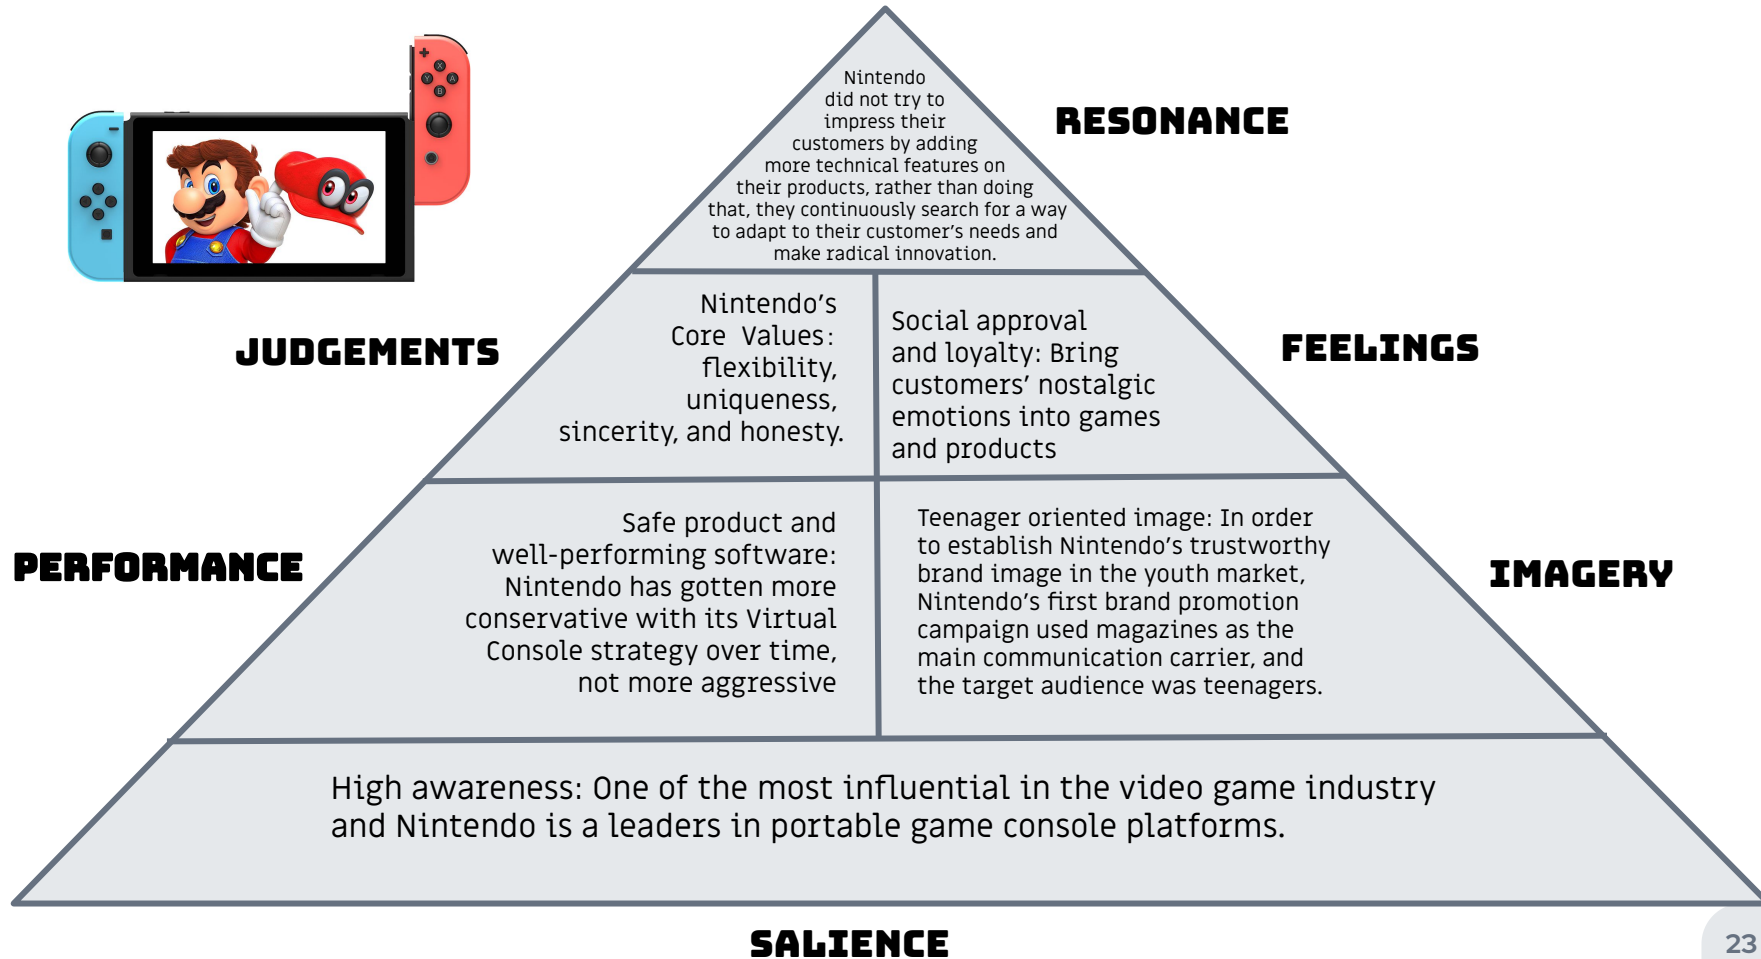 RESONANCE
Nintendo
did not try to
impress their
customers by adding
more technical features on
their products, rather than doing
that, they continuously search for a way
to adapt to their customer's needs and
make radical innovation.
JUDGEMENTS
Nintendo's
Core Values:
flexibility,
uniqueness,
sincerity, and honesty.
FEELINGS
Social approval
and loyalty: Bring
customers' nostalgic
emotions into games
and products
PERFORMANCE
Safe product and
well-performing software:
Nintendo has gotten more
conservative with its Virtual
Console strategy over time,
not more aggressive
IMAGERY
Teenager oriented image: In order
to establish Nintendo's trustworthy
brand image in the youth market,
Nintendo's first brand promotion
campaign used magazines as the
main communication carrier, and
the target audience was teenagers.
High awareness: One of the most influential in the video game industry
and Nintendo is a leaders in portable game console platforms.
SALIENCE
23
X
Y
A
B